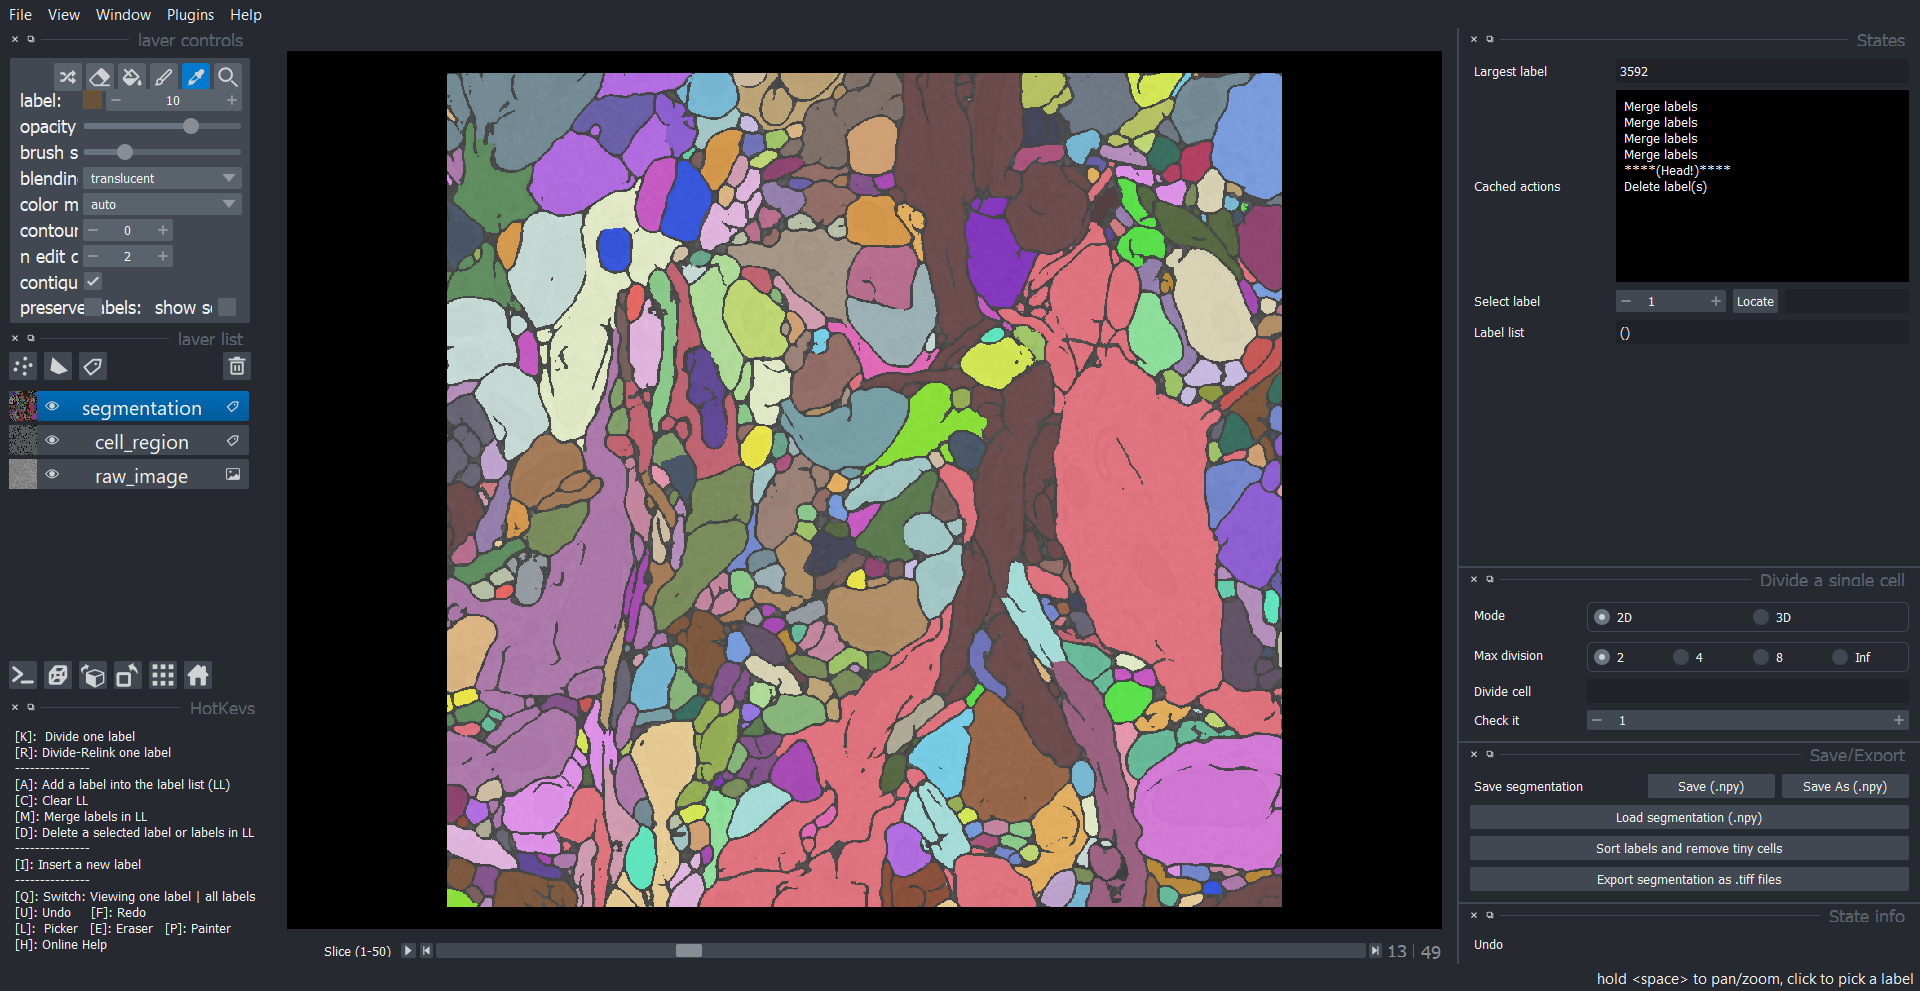 File View Window Plugins Help
layer controls
label: 10
opacity
brush s
blendin translucent
color m auto
contour 0
n edit c 2
contigu
preserve labels: show s
layer list
segmentation
cell_region
raw_image
HotKeys
[K]: Divide one label
[R]: Divide-Relink one label
---------------
[A]: Add a label into the label list (LL)
[C]: Clear LL
[M]: Merge labels in LL
[D]: Delete a selected label or labels in LL
---------------
[I]: Insert a new label
---------------
[Q]: Switch: Viewing one label | all labels
[U]: Undo [F]: Redo
[L]: Picker [E]: Eraser [P]: Painter
[H]: Online Help
Slice (1-50) 13 | 49
States
Largest label 3592
Cached actions
Merge labels
Merge labels
Merge labels
Merge labels
****(Head!)****
Delete label(s)
Select label 1 Locate
Label list ()
Divide a single cell
Mode 2D 3D
Max division 2 4 8 Inf
Divide cell
Check it 1
Save/Export
Save segmentation Save (.npy) Save As (.npy)
Load segmentation (.npy)
Sort labels and remove tiny cells
Export segmentation as .tiff files
State info
Undo
hold <space> to pan/zoom, click to pick a label